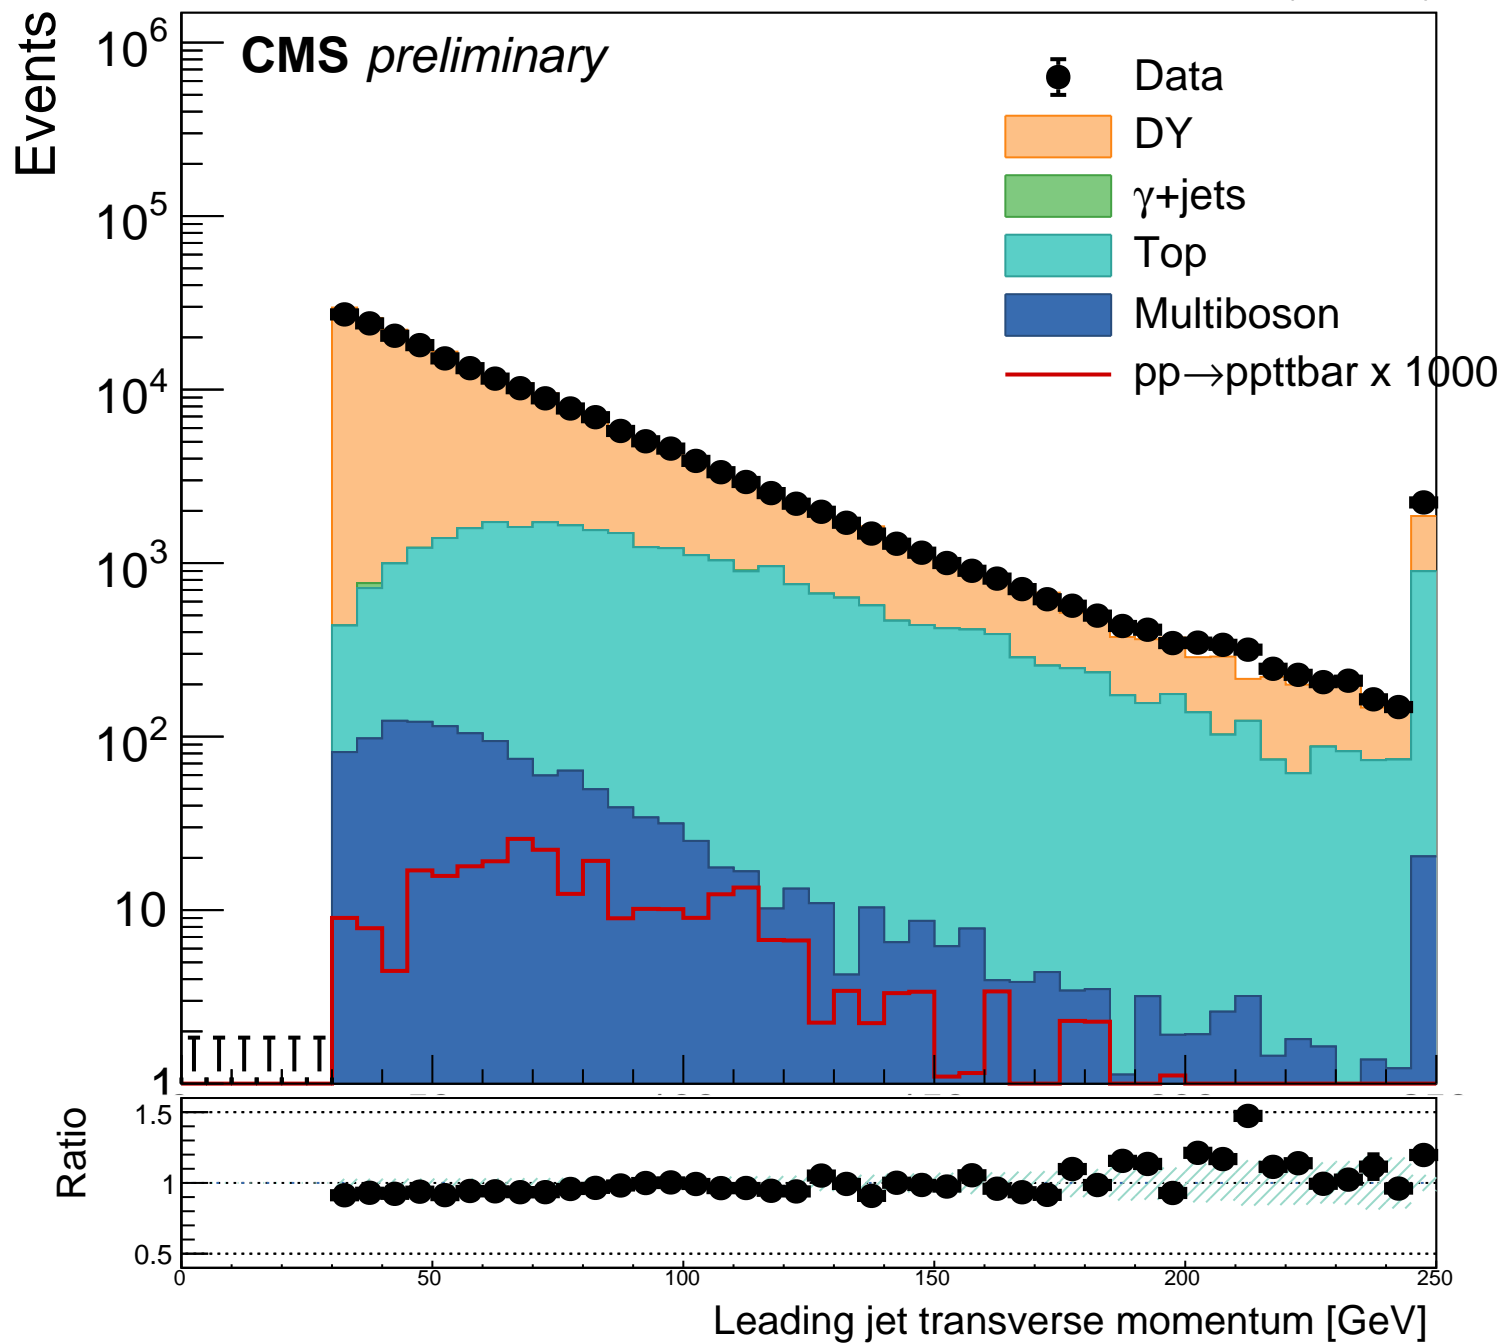 CMS preliminary
Events
10^6
10^5
10^4
10^3
10^2
10
1
Data
DY
γ+jets
Top
Multiboson
pp→ppttbar x 1000
Ratio
1.5
1
0.5
0 50 100 150 200 250
Leading jet transverse momentum [GeV]